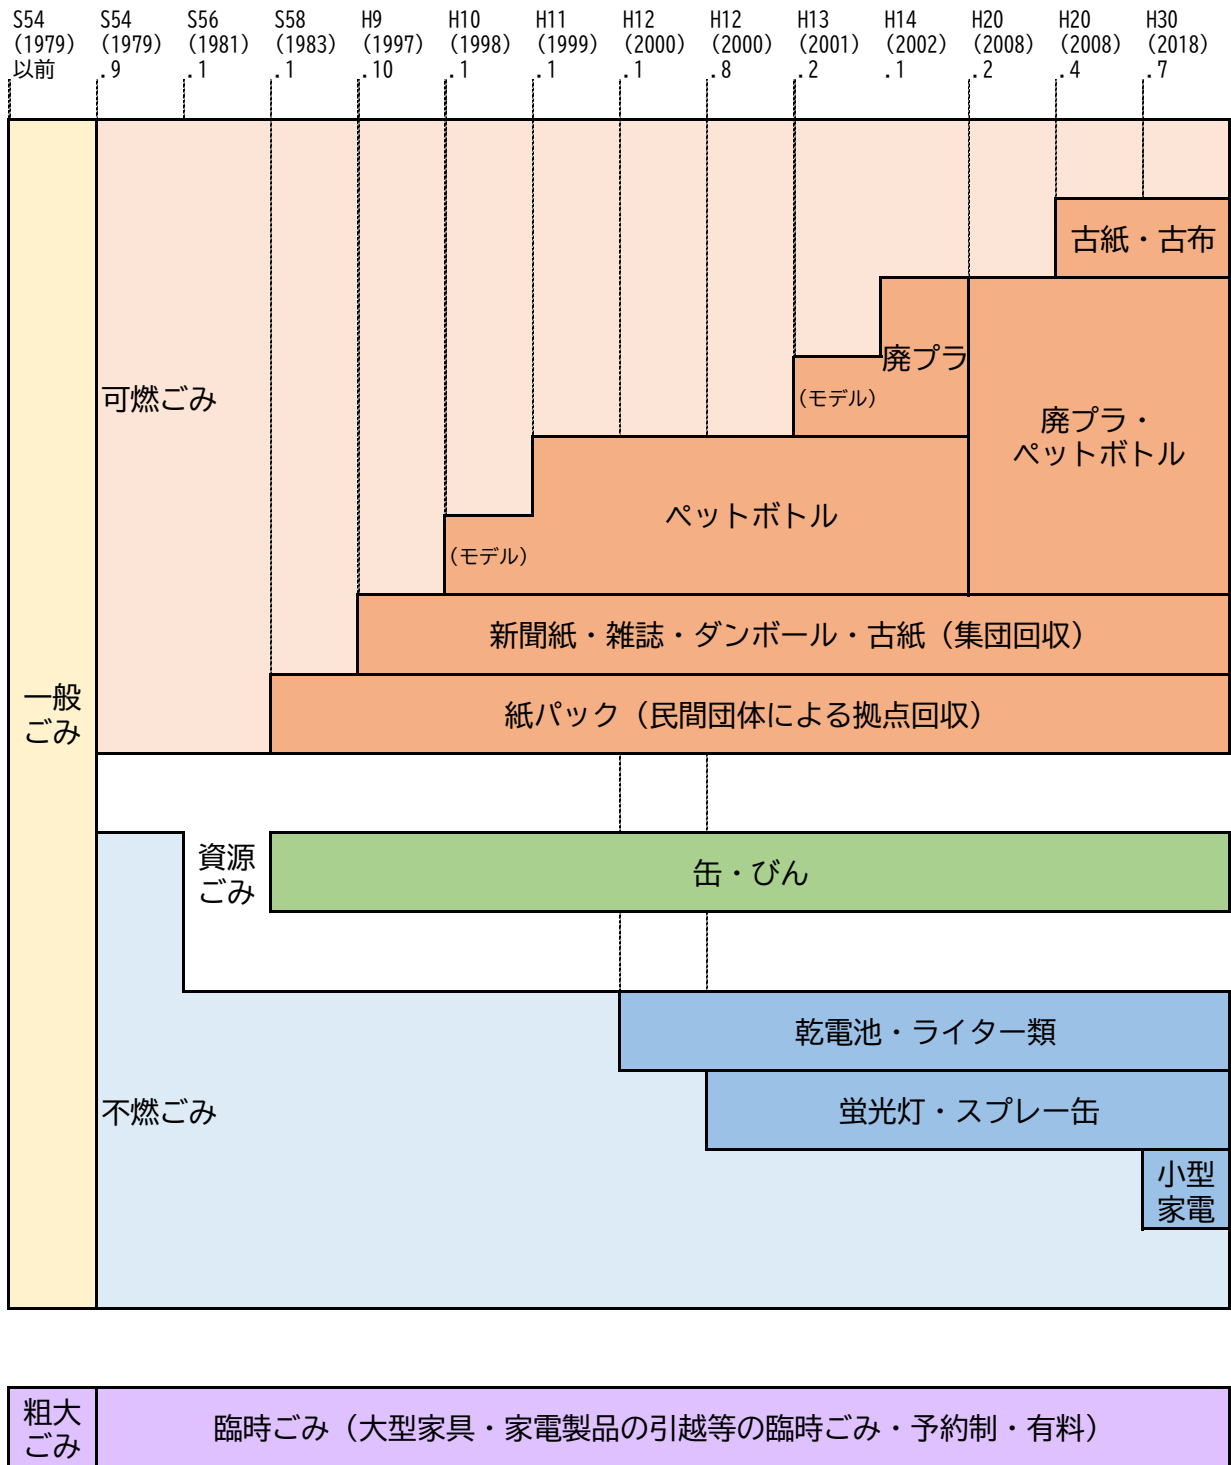 S54 S54 S56 S58 H9 H10 H11 H12 H12 H13 H14 H20 H20 H30
(1979) (1979) (1981) (1983) (1997) (1998) (1999) (2000) (2000) (2001) (2002) (2008) (2008) (2018)
以前 .9 .1 .1 .10 .1 .1 .1 .8 .2 .1 .2 .4 .7
古紙・古布
廃プラ
可燃ごみ
(モデル)
廃プラ・
ペットボトル
ペットボトル
(モデル)
新聞紙・雑誌・ダンボール・古紙（集団回収）
一般
ごみ
紙パック（民間団体による拠点回収）
資源
ごみ
缶・びん
乾電池・ライター類
不燃ごみ
蛍光灯・スプレー缶
小型
家電
粗大
ごみ
臨時ごみ（大型家具・家電製品の引越等の臨時ごみ・予約制・有料）